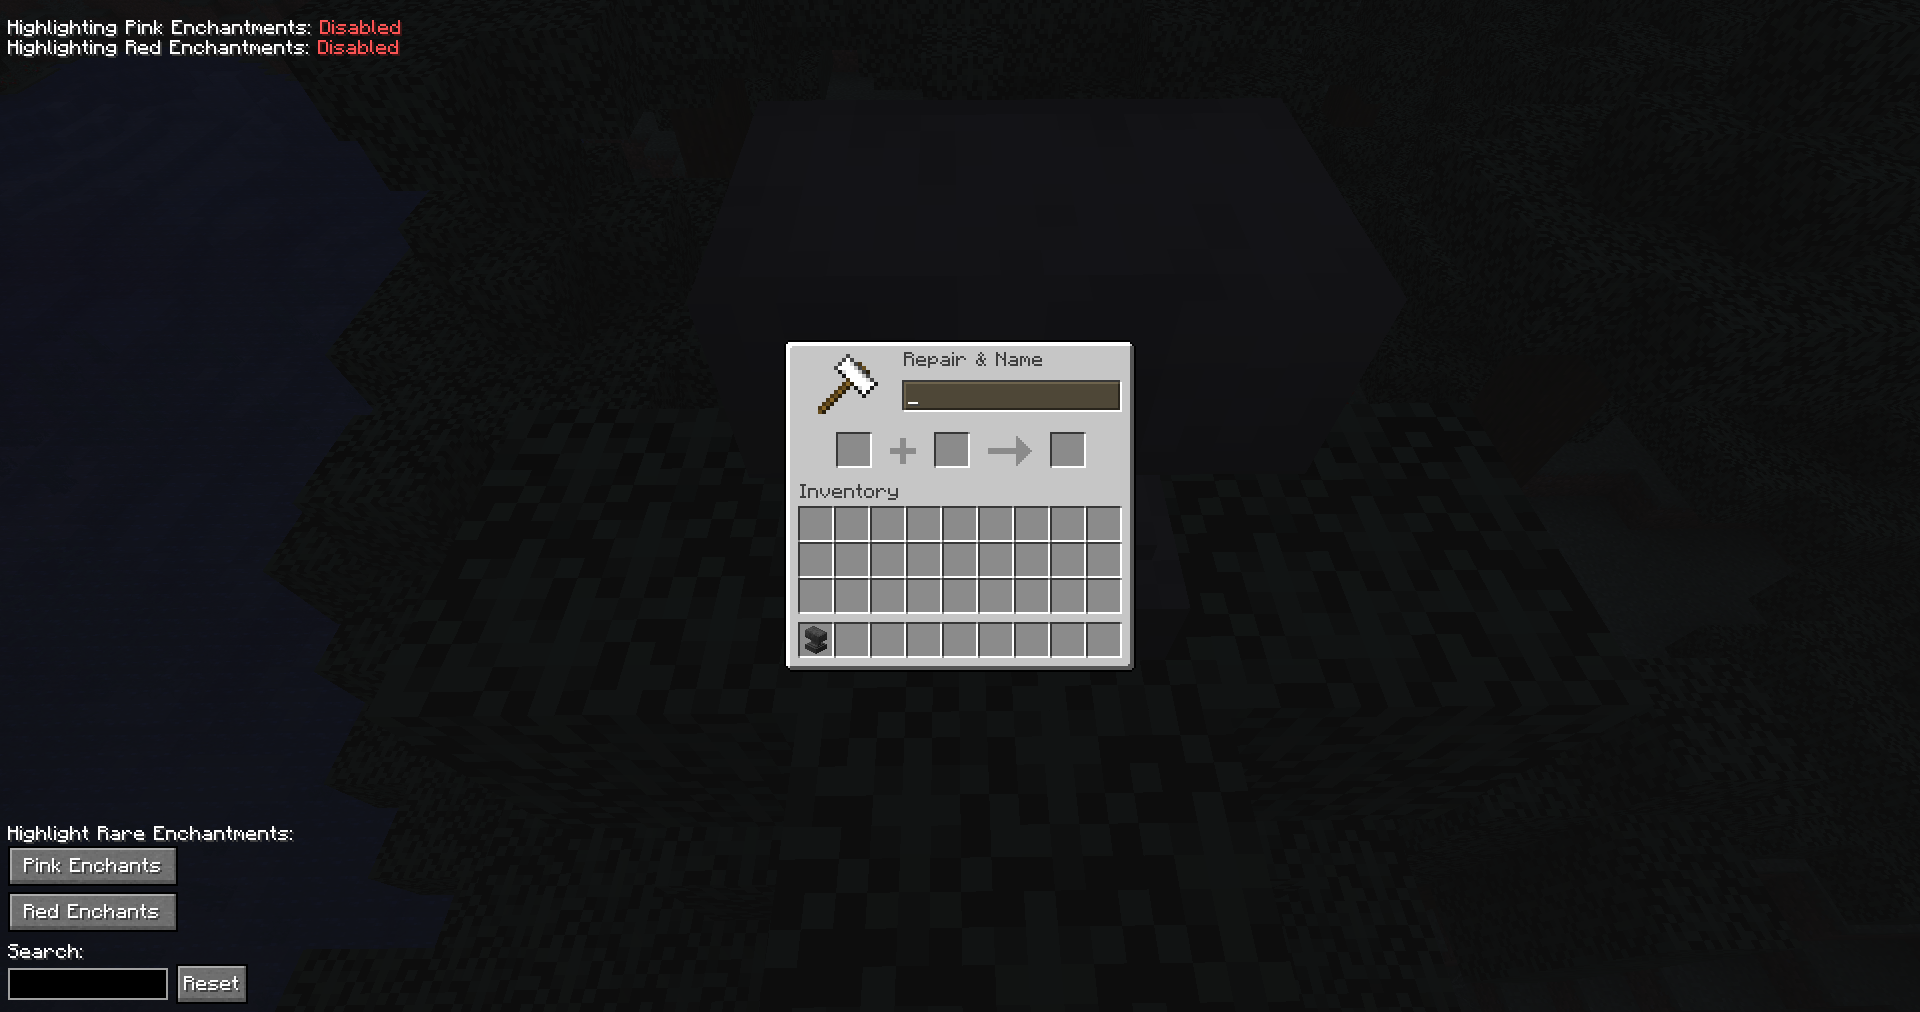 Highlighting Pink Enchantments: Disabled
Highlighting Red Enchantments: Disabled
Repair & Name
_
Inventory
Highlight Rare Enchantments:
Pink Enchants
Red Enchants
Search:
Reset